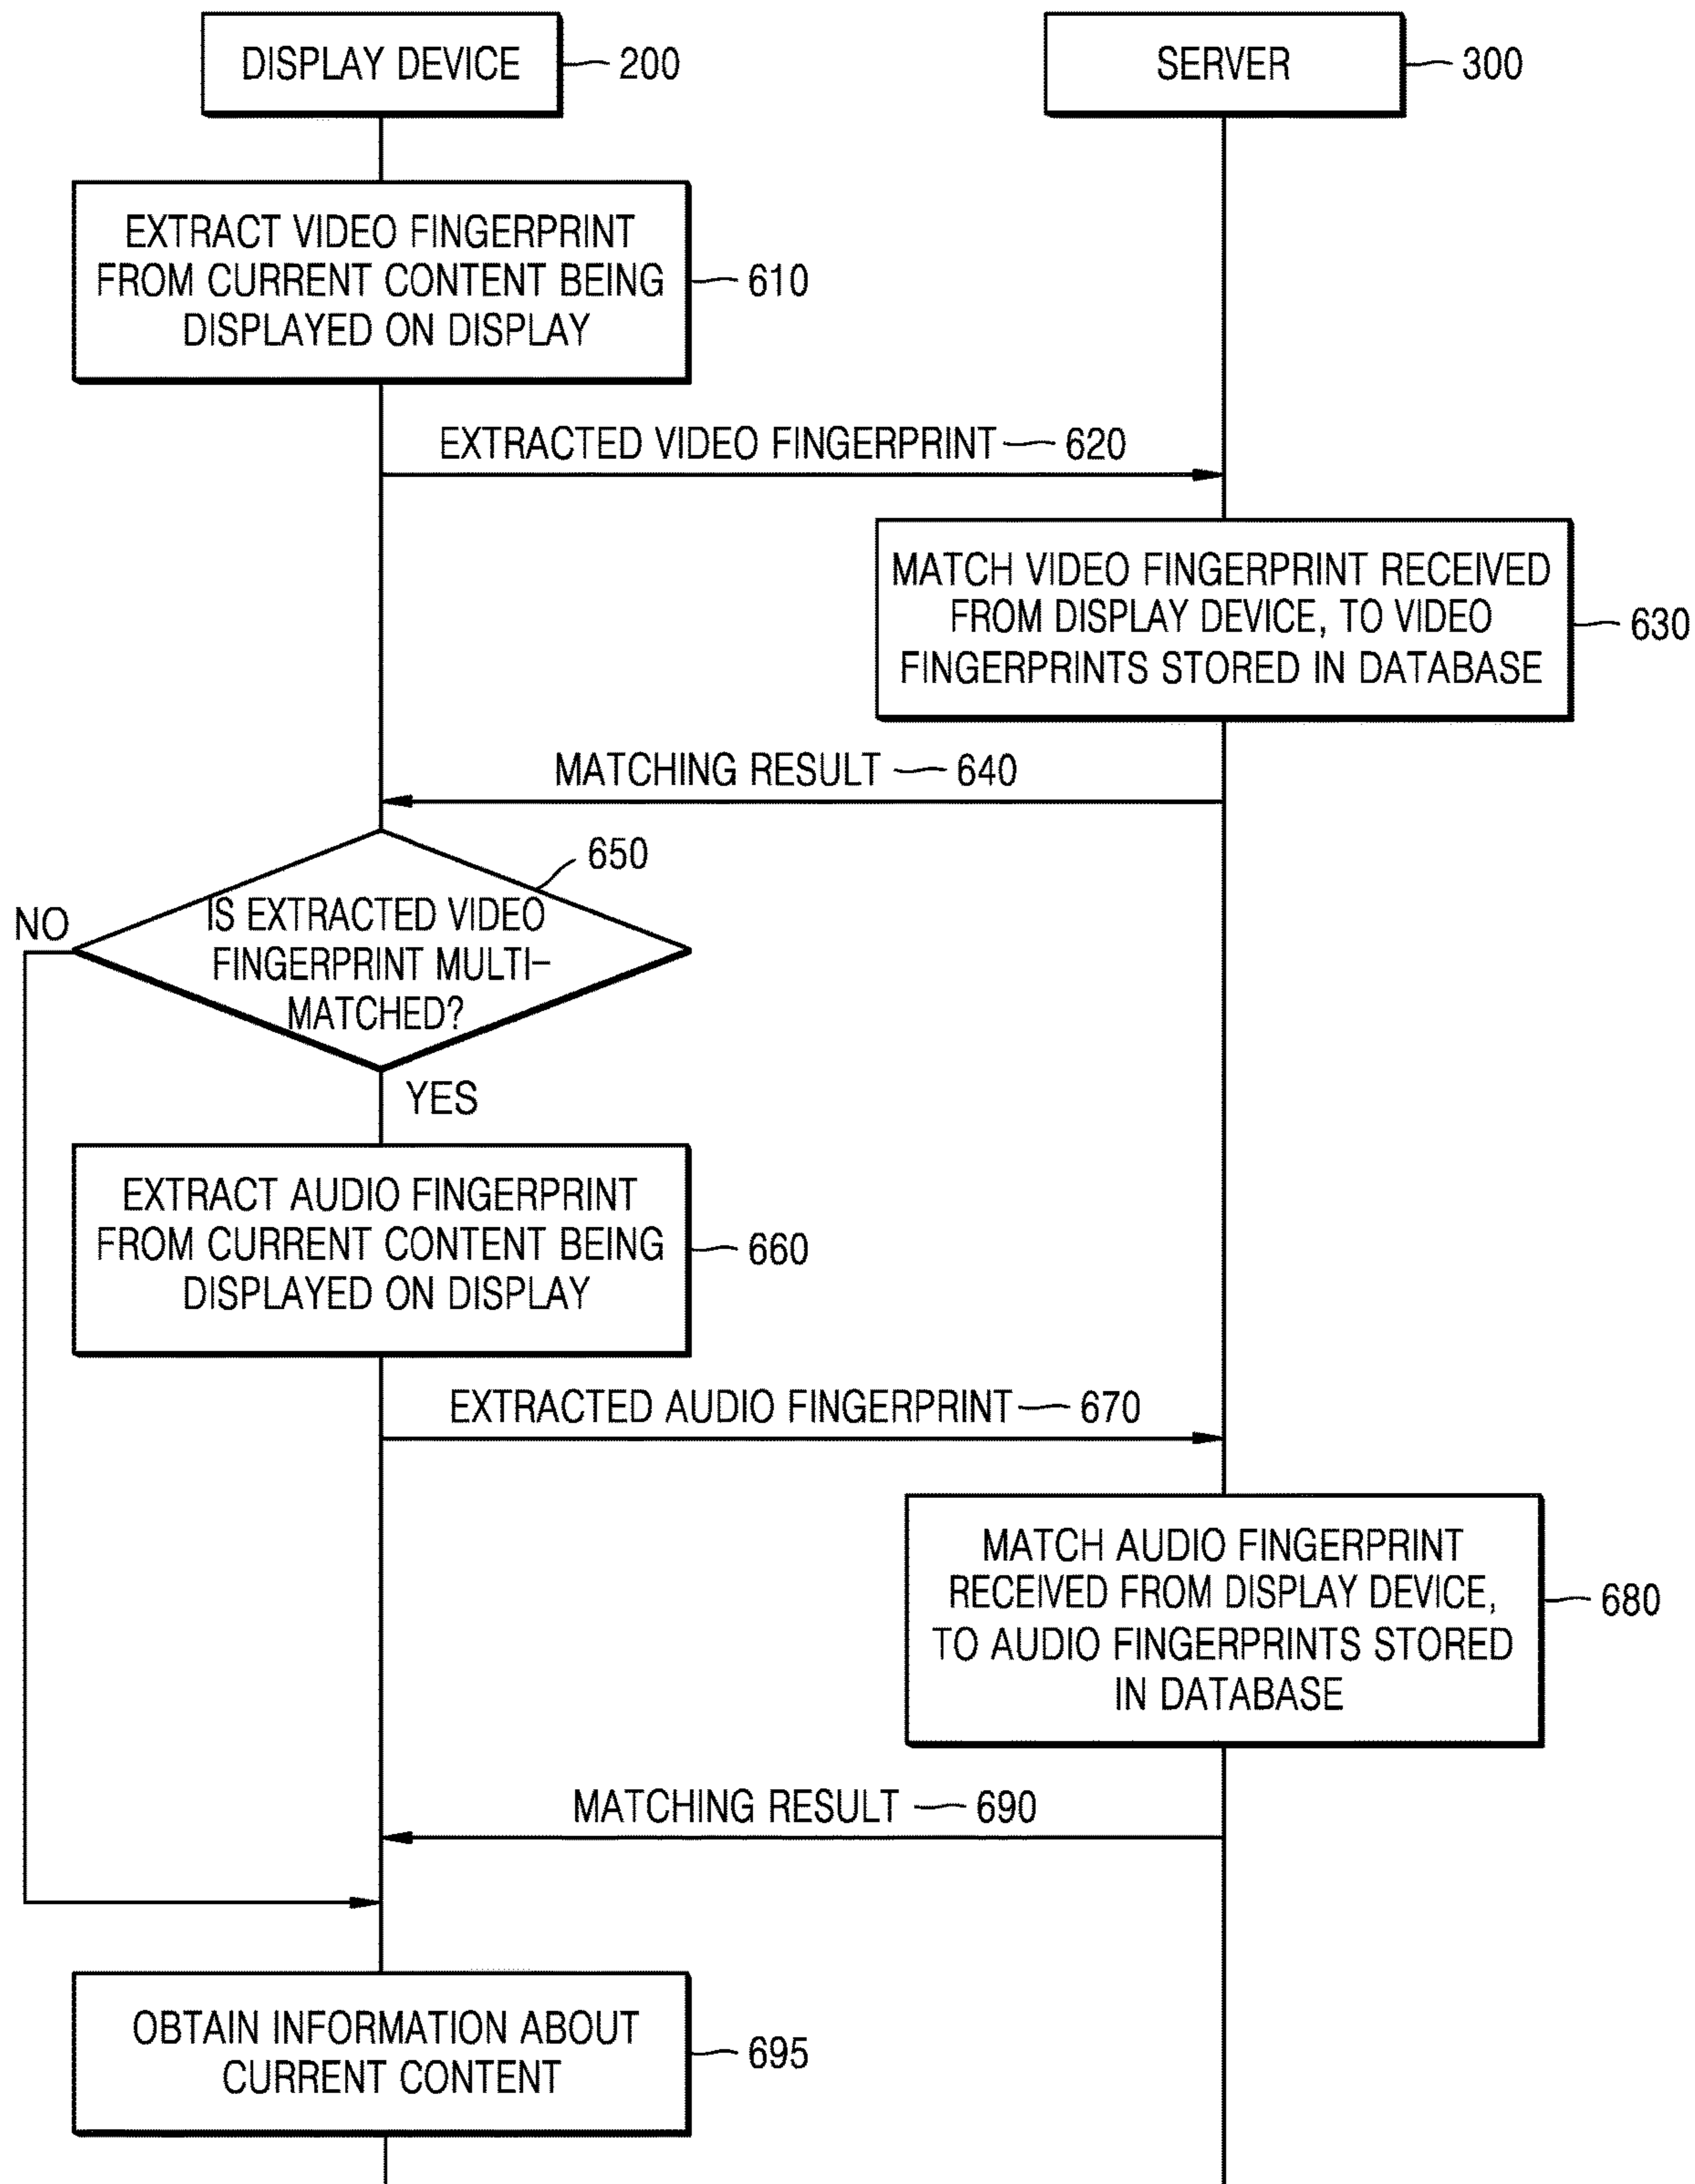 DISPLAY DEVICE 200
SERVER 300
EXTRACT VIDEO FINGERPRINT
FROM CURRENT CONTENT BEING
DISPLAYED ON DISPLAY
610
EXTRACTED VIDEO FINGERPRINT 620
MATCH VIDEO FINGERPRINT RECEIVED
FROM DISPLAY DEVICE, TO VIDEO
FINGERPRINTS STORED IN DATABASE
630
MATCHING RESULT 640
650
IS EXTRACTED VIDEO
FINGERPRINT MULTI-
MATCHED?
NO
YES
EXTRACT AUDIO FINGERPRINT
FROM CURRENT CONTENT BEING
DISPLAYED ON DISPLAY
660
EXTRACTED AUDIO FINGERPRINT 670
MATCH AUDIO FINGERPRINT
RECEIVED FROM DISPLAY DEVICE,
TO AUDIO FINGERPRINTS STORED
IN DATABASE
680
MATCHING RESULT 690
OBTAIN INFORMATION ABOUT
CURRENT CONTENT
695